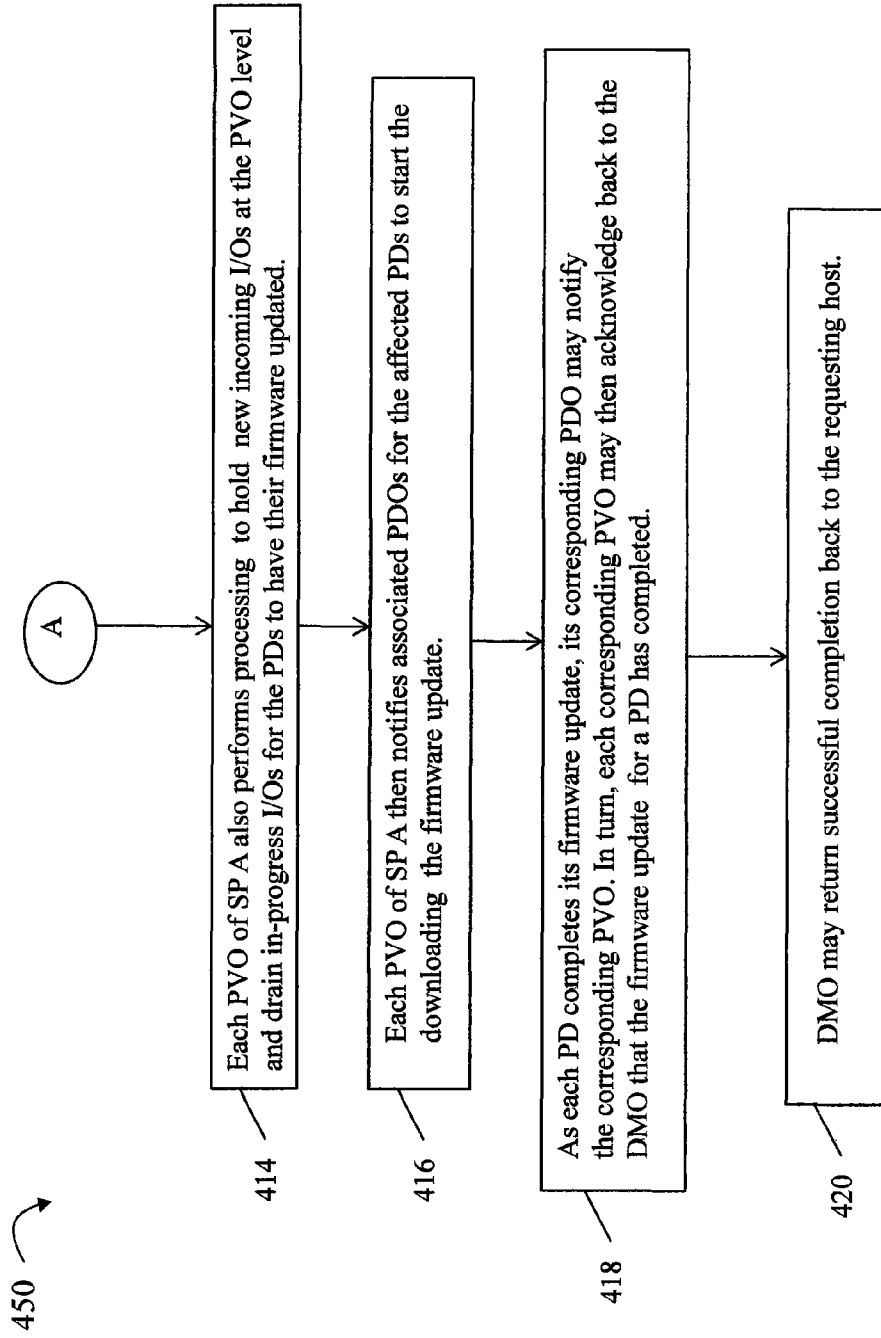 450
A
Each PVO of SP A also performs processing to hold new incoming I/Os at the PVO level
and drain in-progress I/Os for the PDs to have their firmware updated.
414
Each PVO of SP A then notifies associated PDOs for the affected PDs to start the
downloading the firmware update.
416
As each PD completes its firmware update, its corresponding PDO may notify
the corresponding PVO. In turn, each corresponding PVO may then acknowledge back to the
DMO that the firmware update for a PD has completed.
418
DMO may return successful completion back to the requesting host.
420